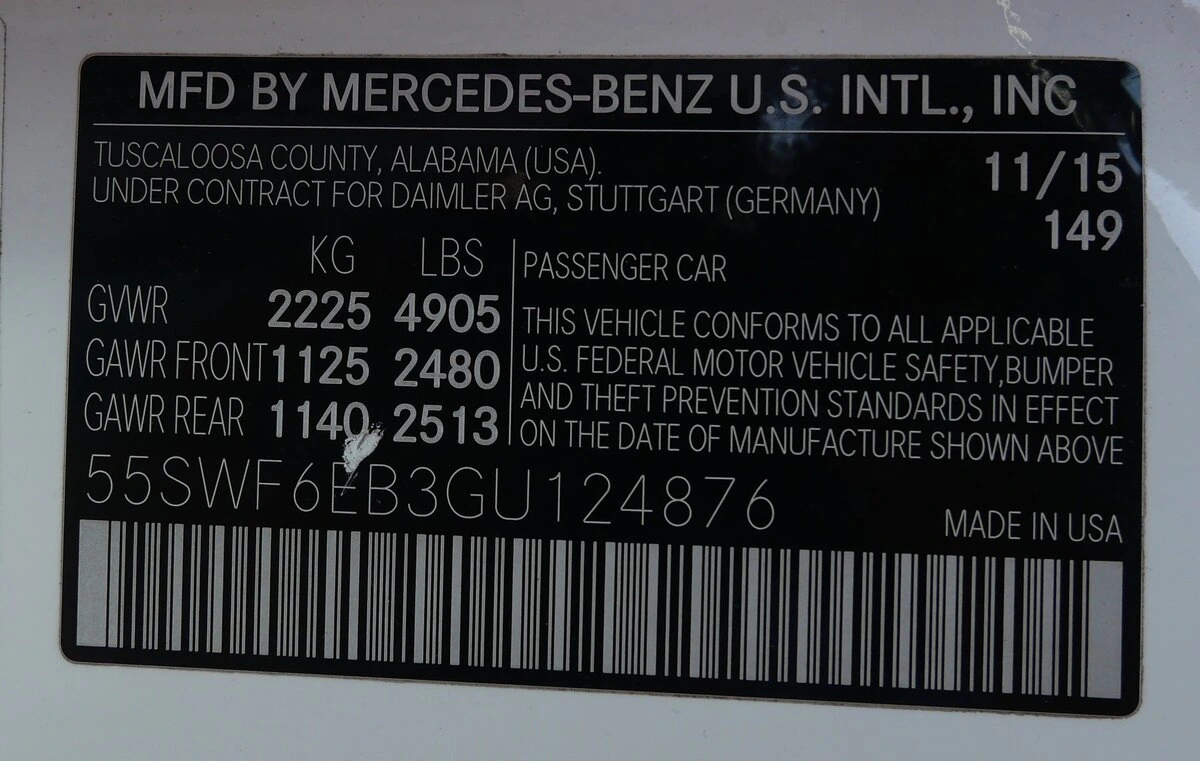 MFD BY MERCEDES-BENZ U.S. INTL., INC
TUSCALOOSA COUNTY, ALABAMA (USA).
UNDER CONTRACT FOR DAIMLER AG, STUTTGART (GERMANY)
11/15
149
KG LBS
GVWR 2225 4905
GAWR FRONT 1125 2480
GAWR REAR 1140 2513
PASSENGER CAR
THIS VEHICLE CONFORMS TO ALL APPLICABLE
U.S. FEDERAL MOTOR VEHICLE SAFETY,BUMPER
AND THEFT PREVENTION STANDARDS IN EFFECT
ON THE DATE OF MANUFACTURE SHOWN ABOVE
55SWF6EB3GU124876
MADE IN USA